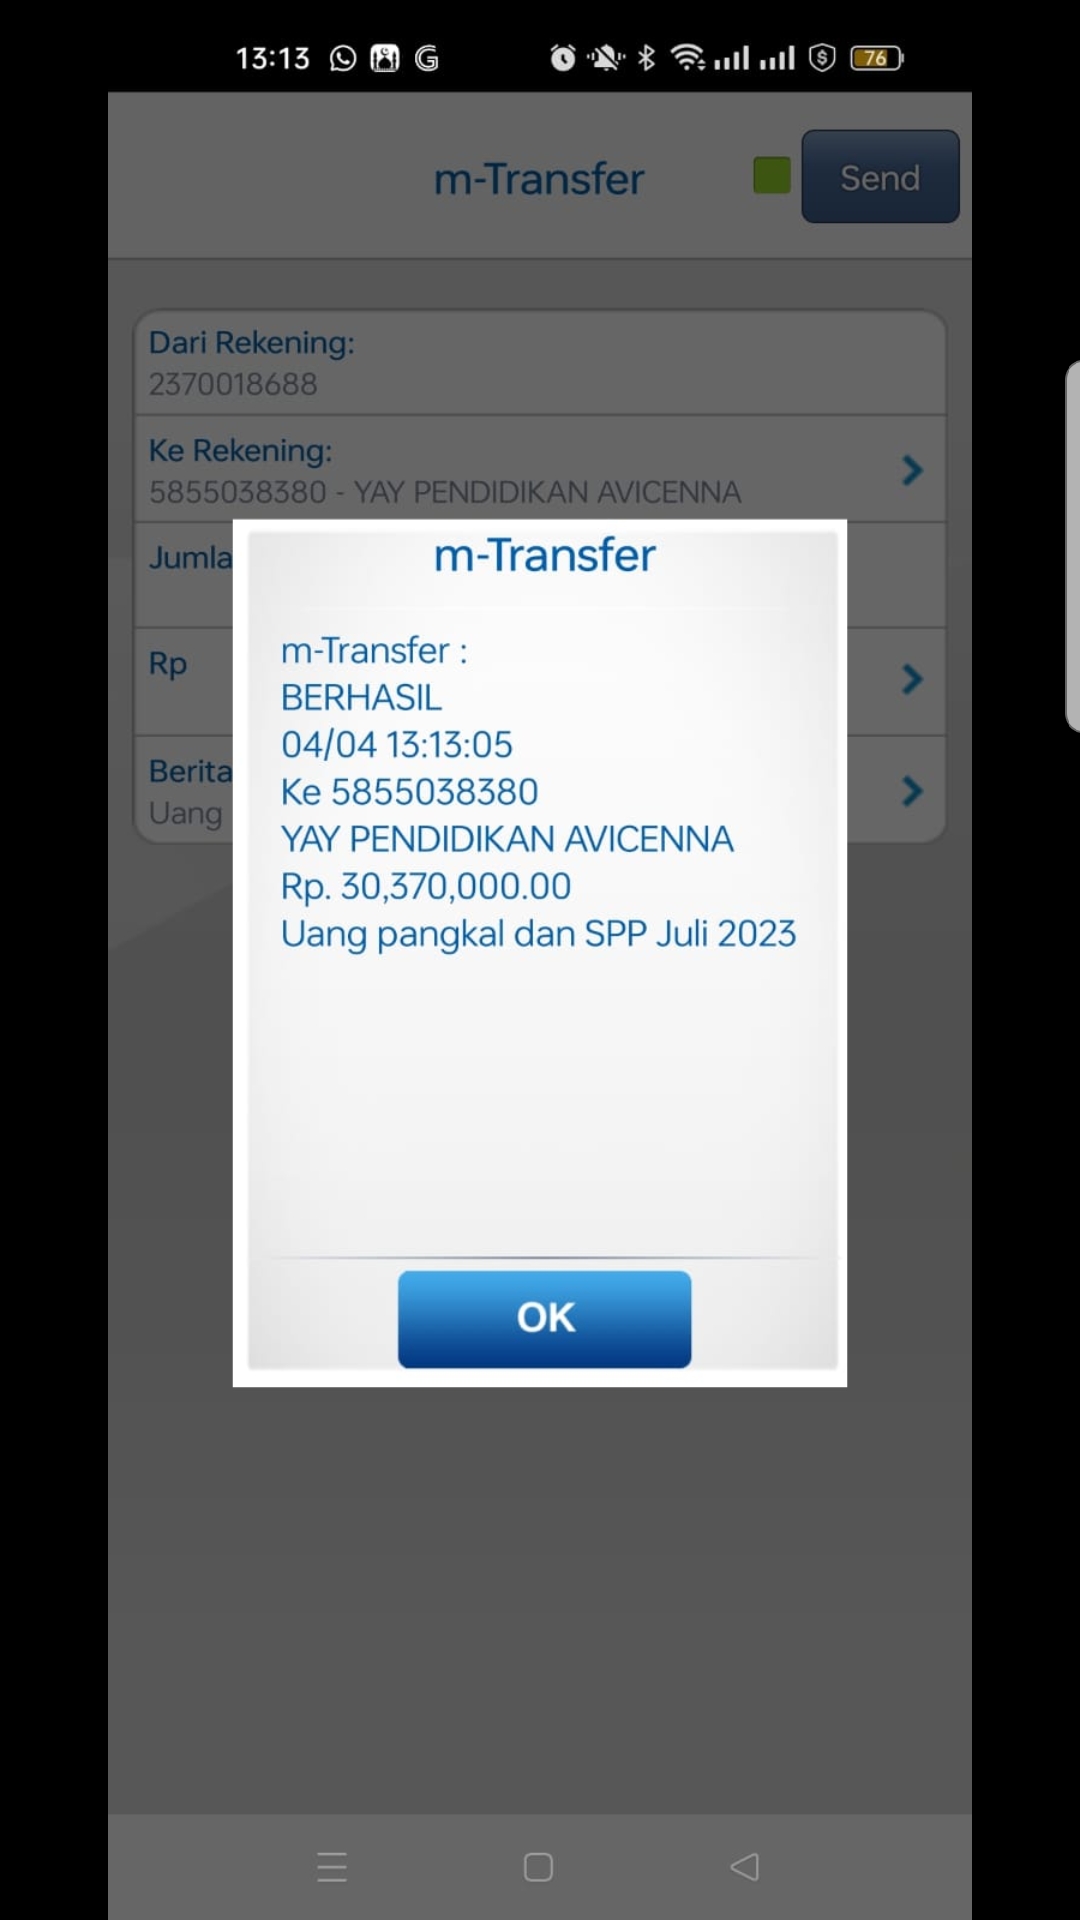 13:13
76
m-Transfer
Send
Dari Rekening:
2370018688
Ke Rekening:
5855038380 - YAY PENDIDIKAN AVICENNA
Jumla
Rp
Berita
Uang
m-Transfer
m-Transfer :
BERHASIL
04/04 13:13:05
Ke 5855038380
YAY PENDIDIKAN AVICENNA
Rp. 30,370,000.00
Uang pangkal dan SPP Juli 2023
OK